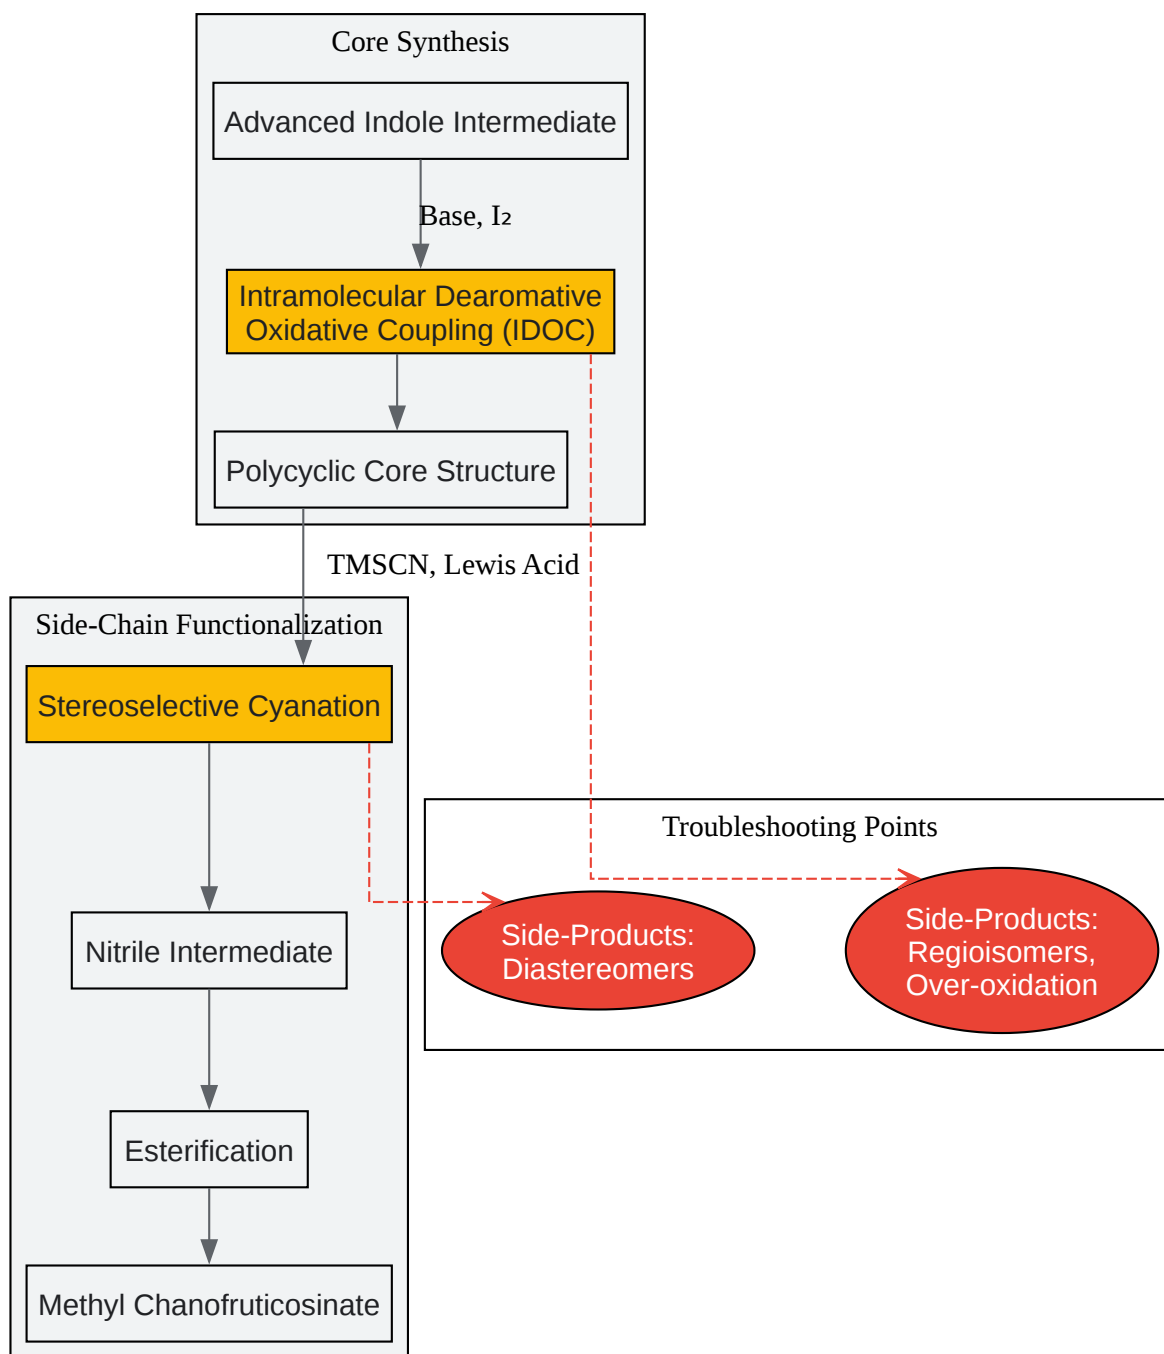 Core Synthesis
Advanced Indole Intermediate
Base, I₂
Intramolecular Dearomative
Oxidative Coupling (IDOC)
Polycyclic Core Structure
TMSCN, Lewis Acid
Side-Chain Functionalization
Stereoselective Cyanation
Nitrile Intermediate
Esterification
Methyl Chanofruticosinate
Troubleshooting Points
Side-Products:
Diastereomers
Side-Products:
Regioisomers,
Over-oxidation